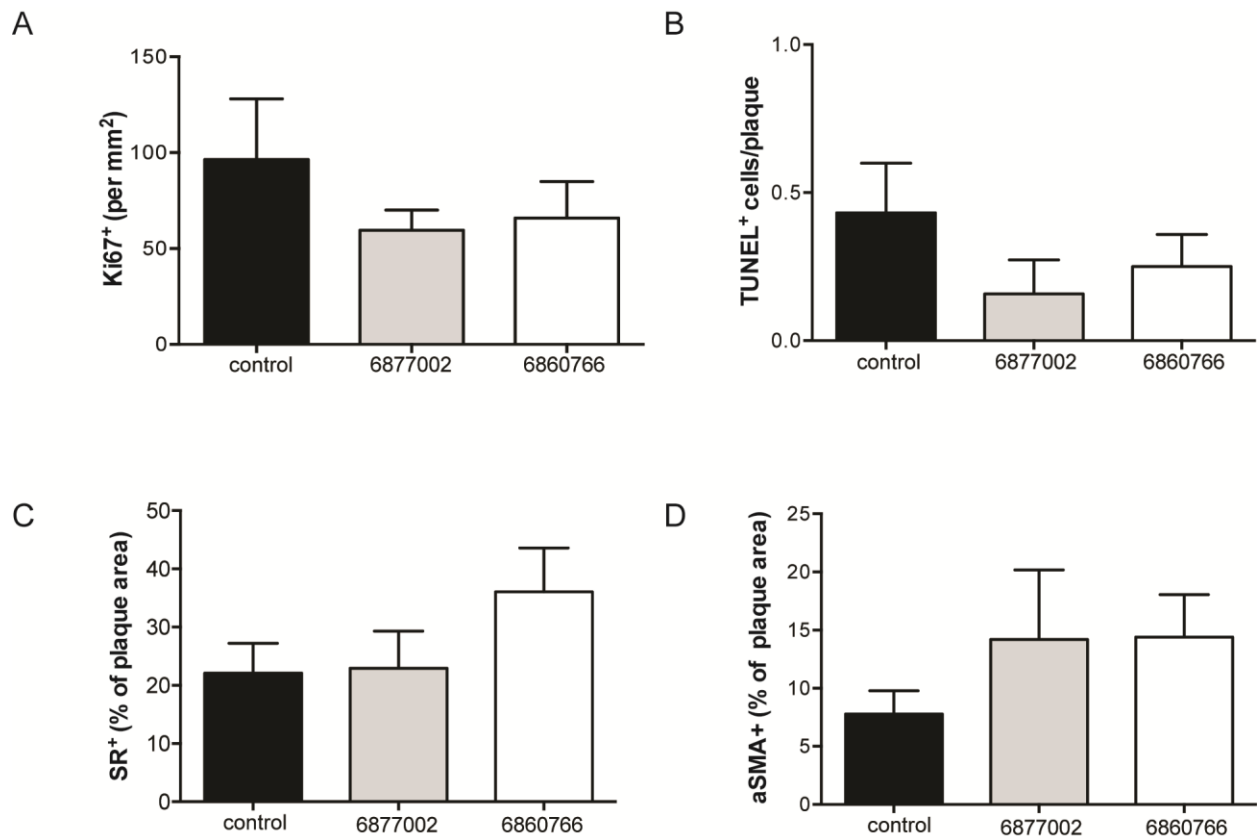 A
Ki67+ (per mm²)
150
100
50
0
control 6877002 6860766
B
TUNEL+ cells/plaque
1.0
0.5
0.0
control 6877002 6860766
C
SR+ (% of plaque area)
50
40
30
20
10
0
control 6877002 6860766
D
aSMA+ (% of plaque area)
25
20
15
10
5
0
control 6877002 6860766